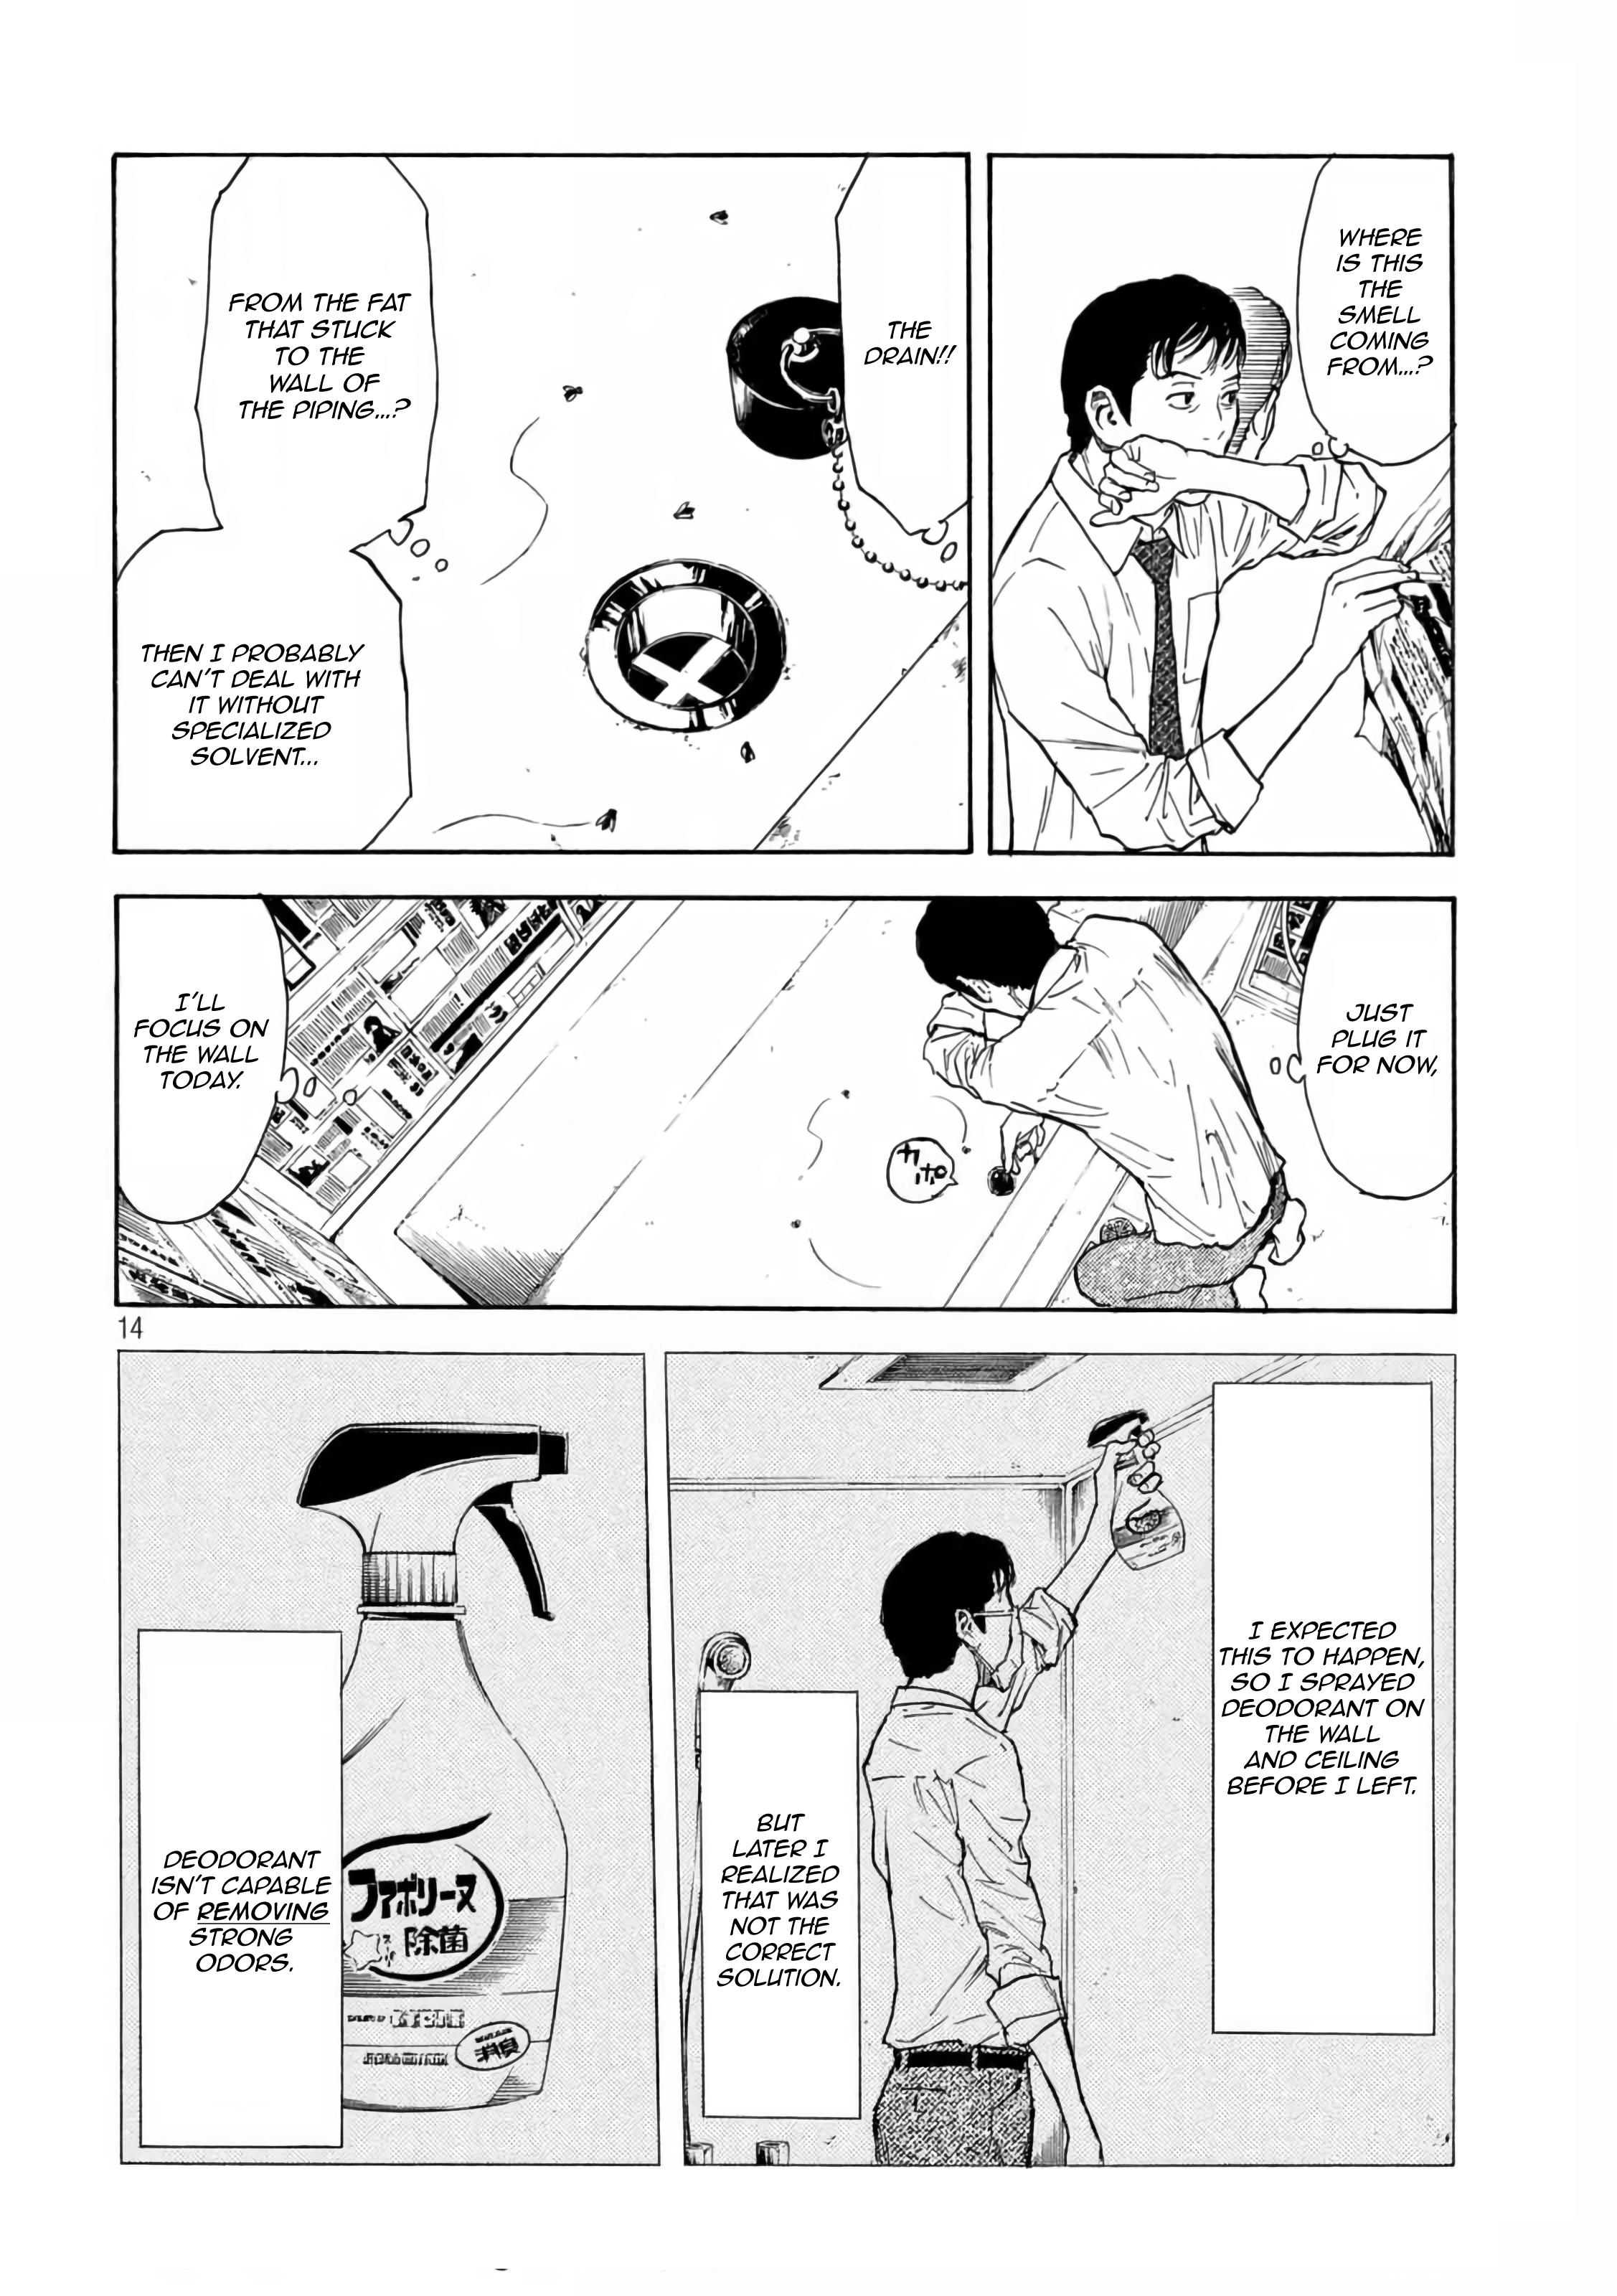 WHERE
IS THIS
THE
SMELL
COMING
FROM...?
THE
DRAIN!!
FROM THE FAT
THAT STUCK
TO THE
WALL OF
THE PIPING...?
THEN I PROBABLY
CAN'T DEAL WITH
IT WITHOUT
SPECIALIZED
SOLVENT...
JUST
PLUG IT
FOR NOW,
カポ
I'LL
FOCUS ON
THE WALL
TODAY.
14
I EXPECTED
THIS TO HAPPEN,
SO I SPRAYED
DEODORANT ON
THE WALL
AND CEILING
BEFORE I LEFT.
BUT
LATER I
REALIZED
THAT WAS
NOT THE
CORRECT
SOLUTION.
ファボリーヌ
除菌
消臭
DEODORANT
ISN'T CAPABLE
OF REMOVING
STRONG
ODORS.